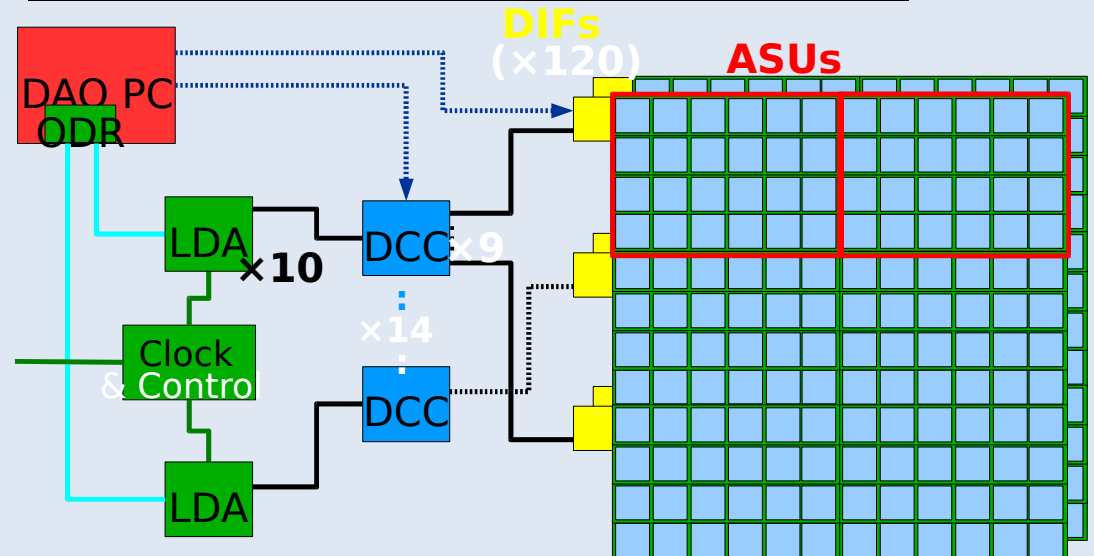 DIFs
(×120)
ASUs
DAQ PC
ODR
LDA
×10
DCC
×9
×14
Clock
& Control
DCC
LDA